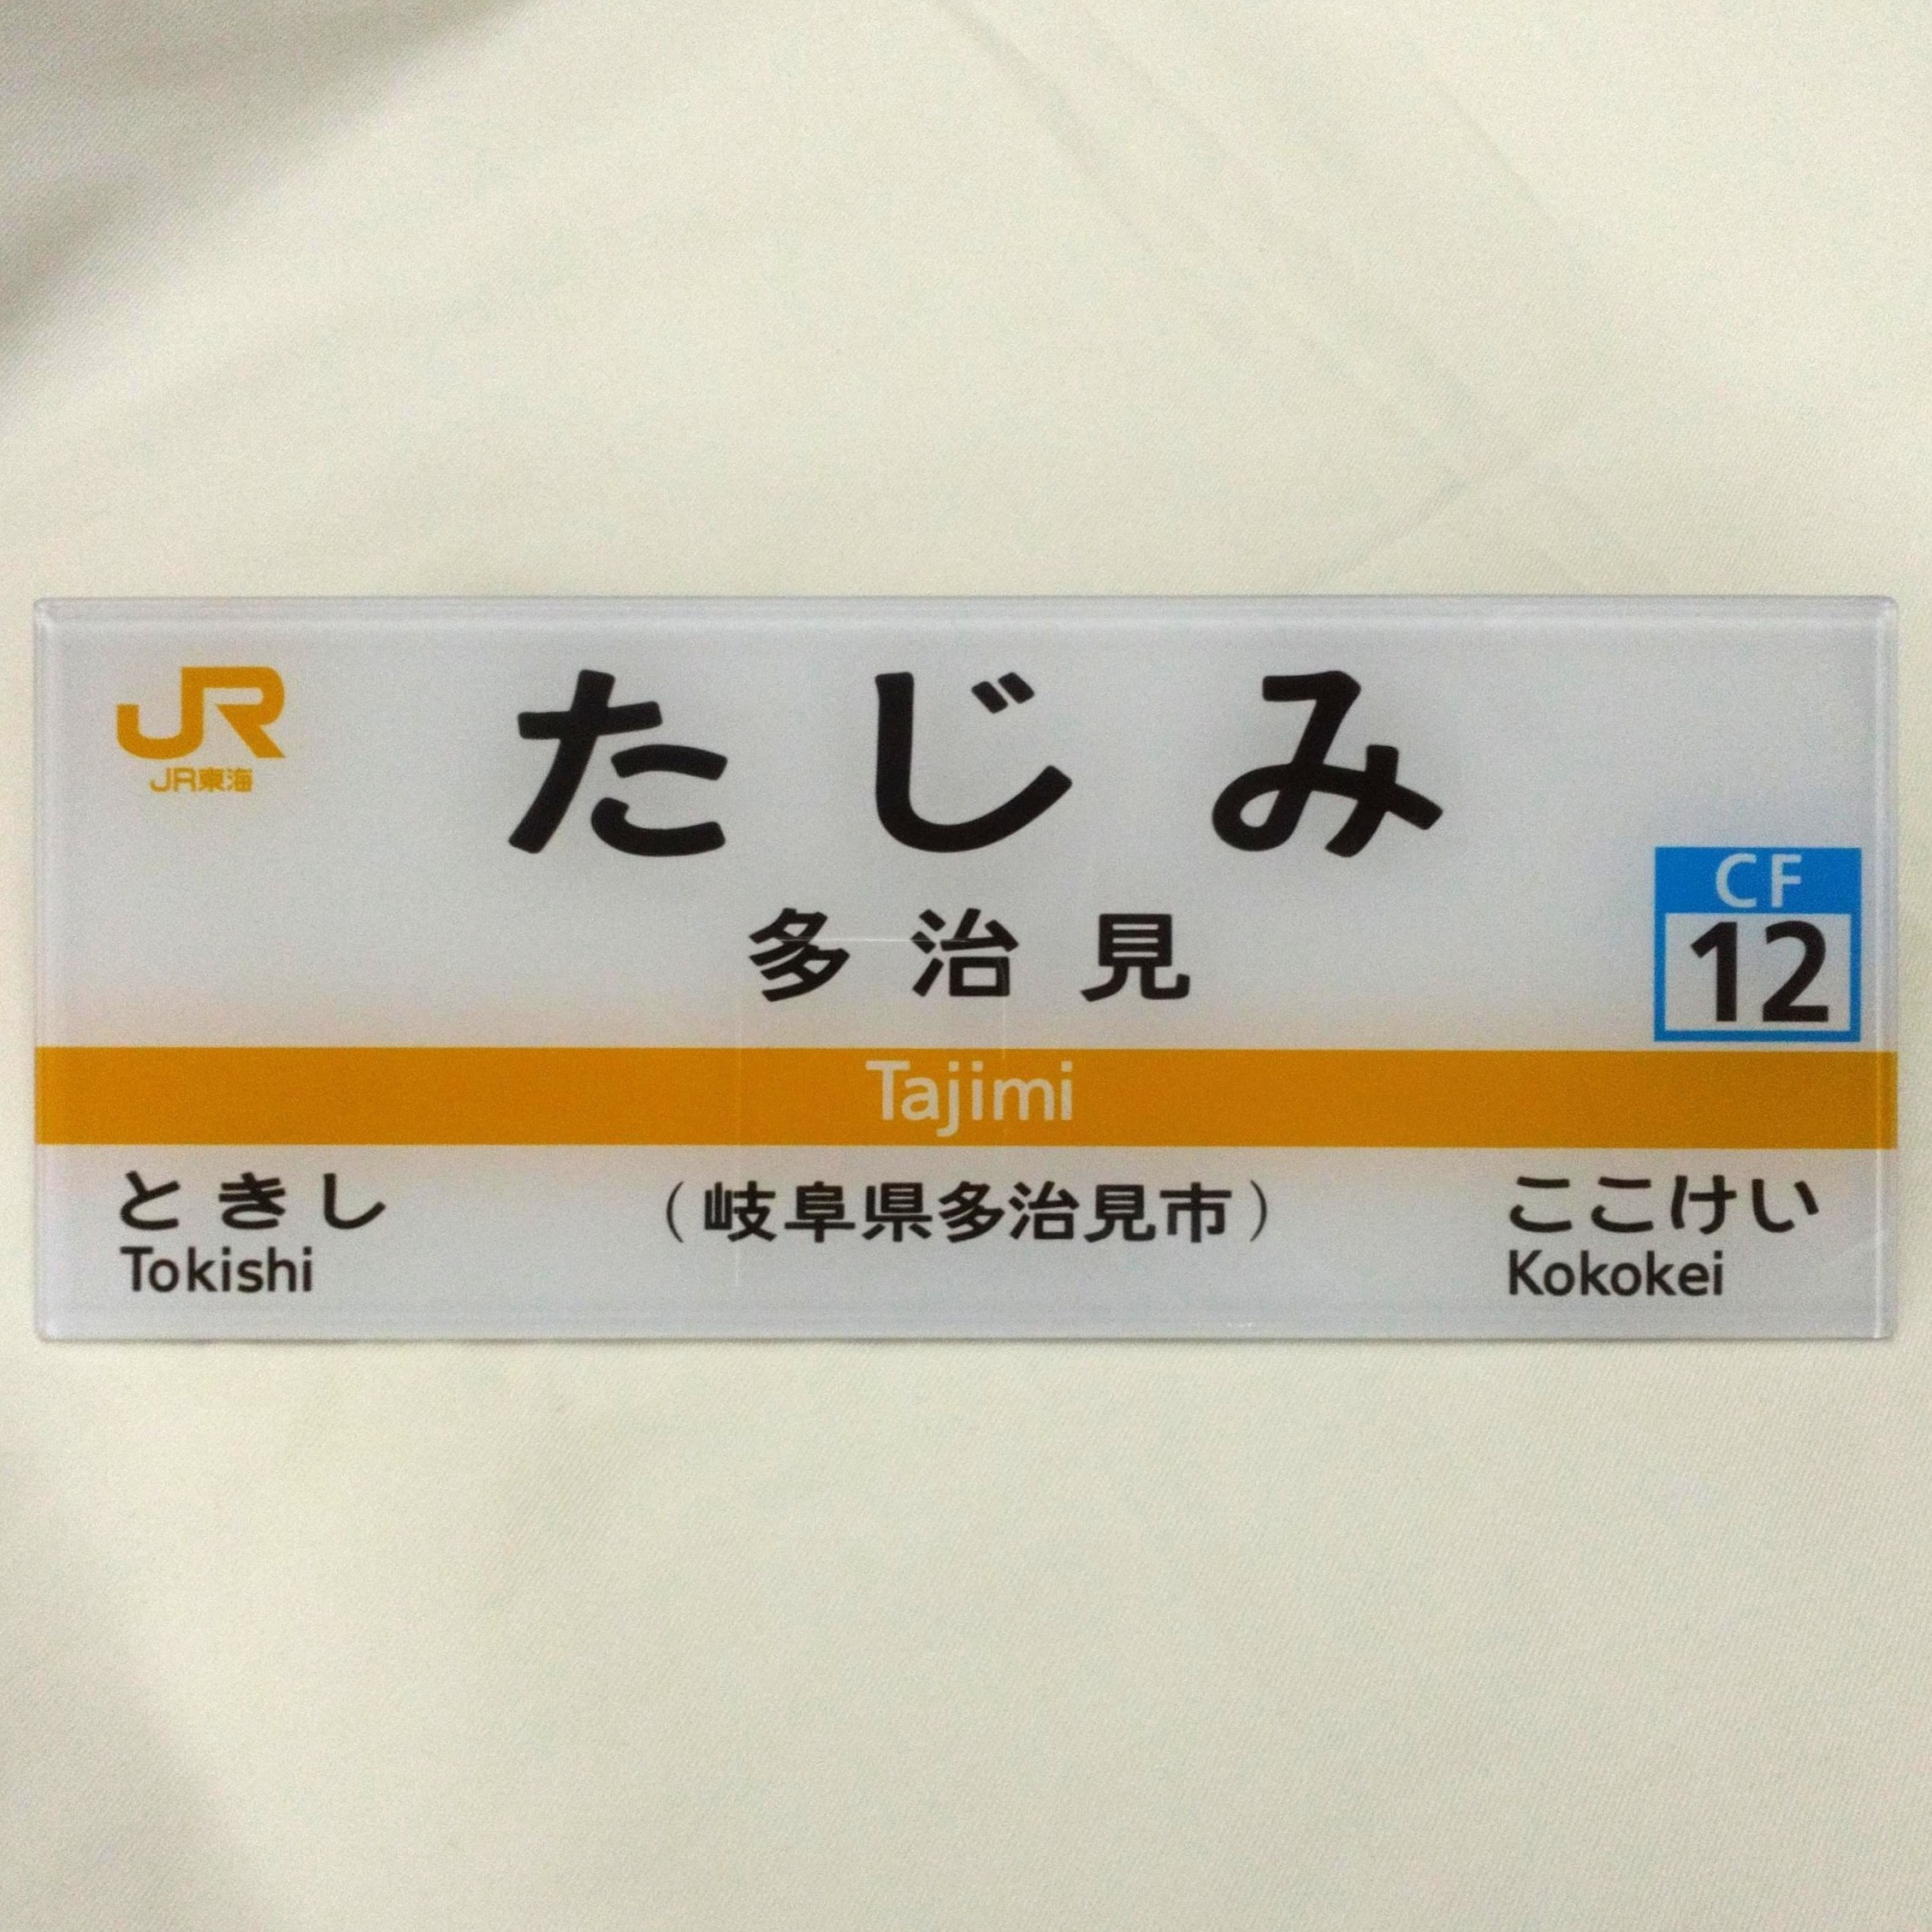 JR
JR東海
たじみ
多治見
CF
12
Tajimi
ときし
Tokishi
（岐阜県多治見市）
ここけい
Kokokei